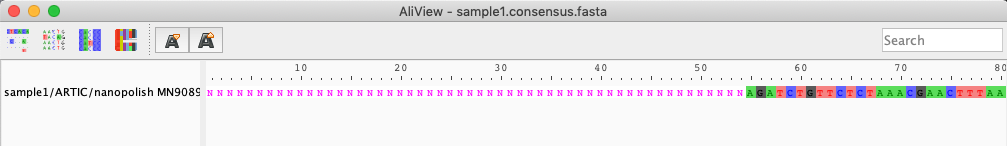 AliView - sample1.consensus.fasta
A A Search
10 20 30 40 50 60 70 80
sample1/ARTIC/nanopolish MN9089 NNNNNNNNNNNNNNNNNNNNNNNNNNNNNNNNNNNNNNNNNNNNNNNNNNNNNNAGATCTGTTCTCTAAACGAACTTTAA